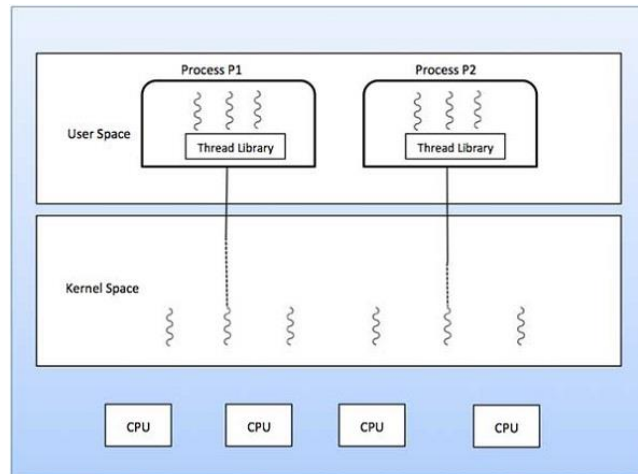 Process P1 Process P2
User Space
Thread Library Thread Library
Kernel Space
CPU CPU CPU CPU